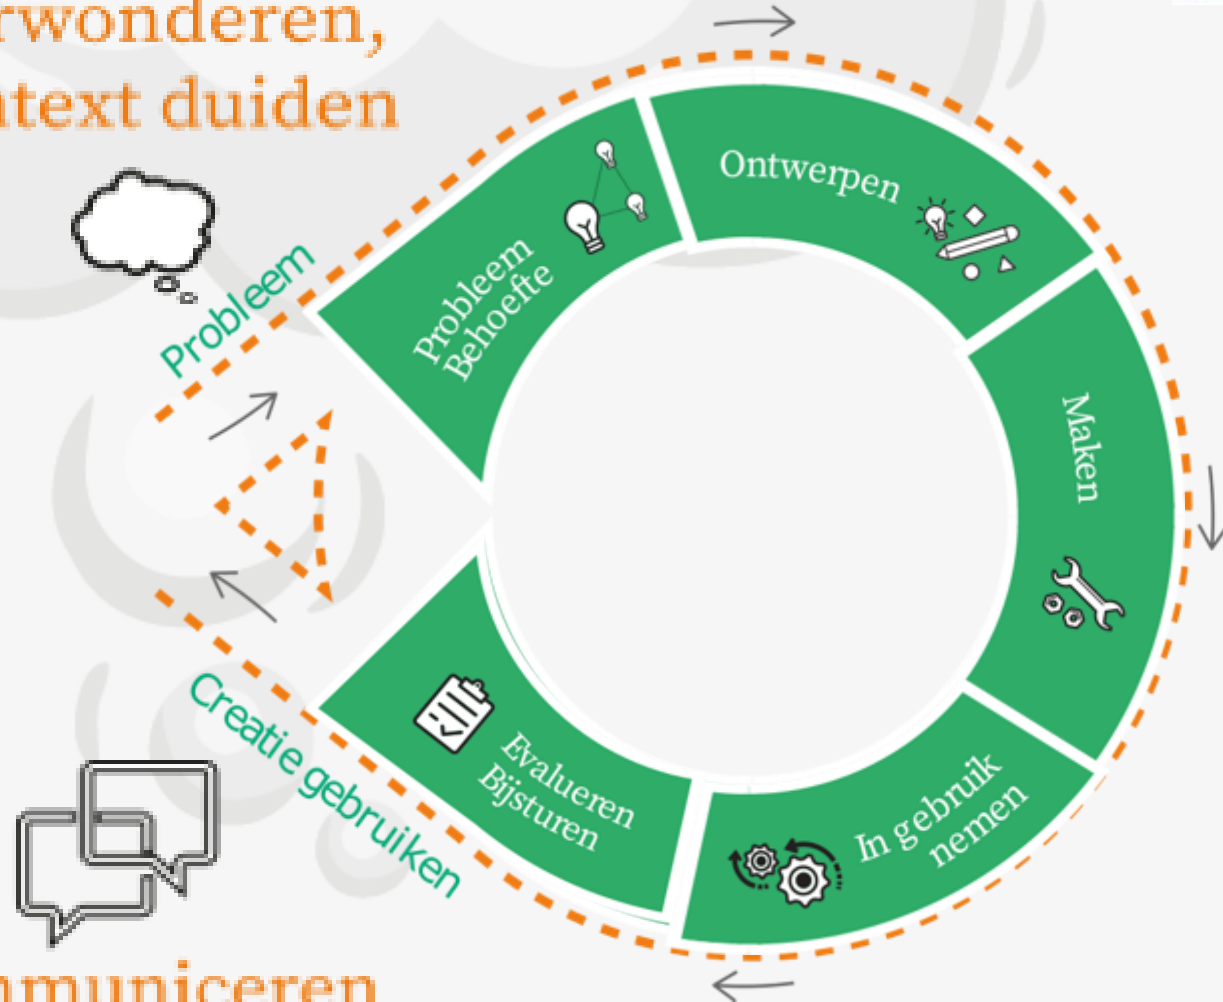 rwonderen,
ntext duiden
Probleem
Probleem
Behoefte
Ontwerpen
Maken
In gebruik
nemen
Evalueren
Bijsturen
Creatie gebruiken
mmuniceren